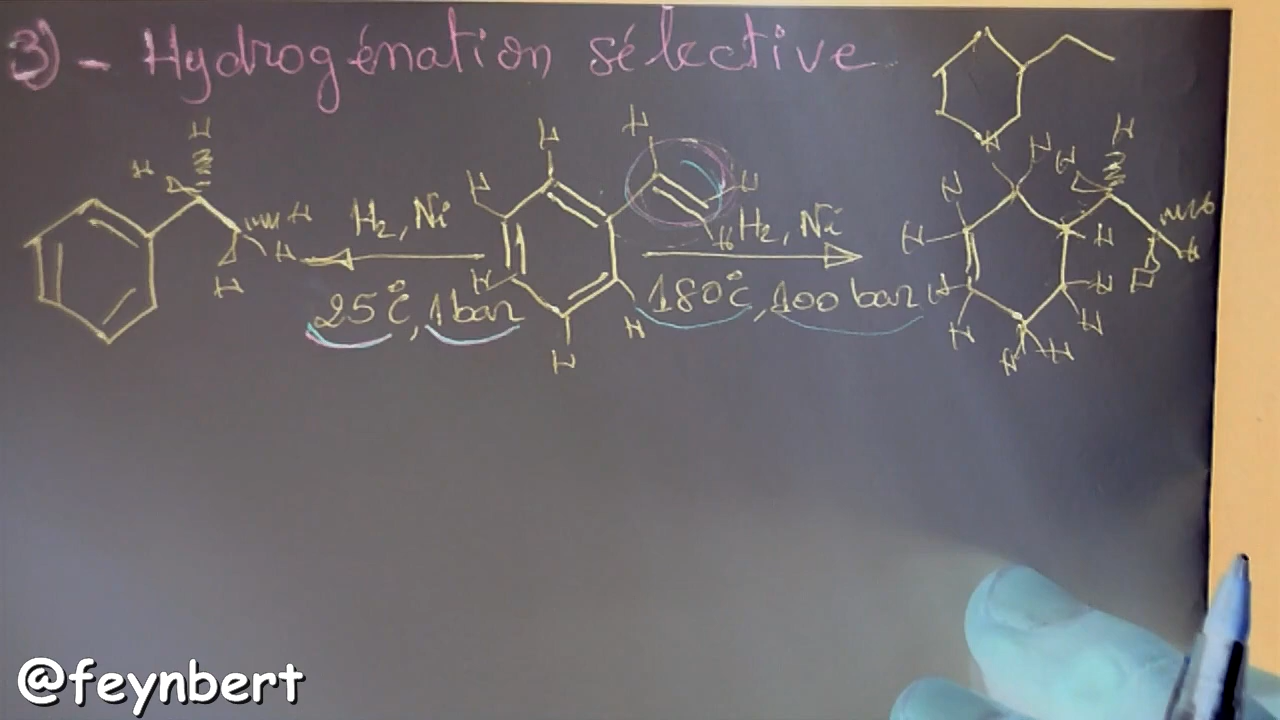 3) - Hydrogénation sélective
H H H H H
H₂, Ni
25°C, 1 bar
H H H H H H H H
H₂, Ni
180°C, 100 bar
H H H H H H H H H H H H
@feynbert